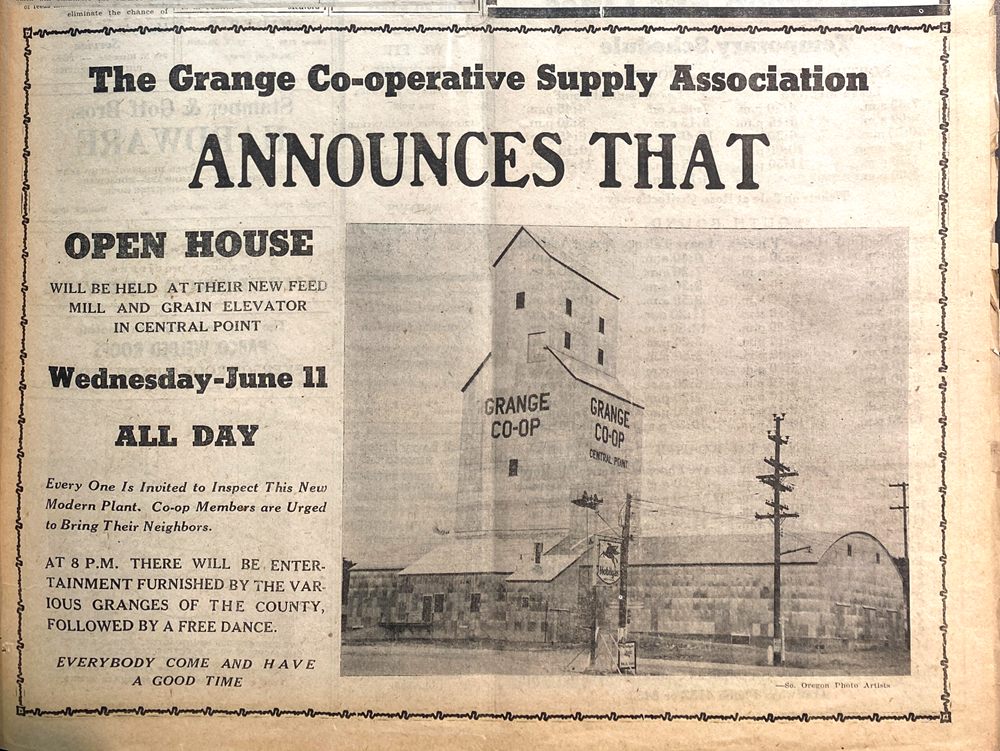 eliminate the chance of
The Grange Co-operative Supply Association
ANNOUNCES THAT
OPEN HOUSE
WILL BE HELD AT THEIR NEW FEED
MILL AND GRAIN ELEVATOR
IN CENTRAL POINT
Wednesday-June 11
ALL DAY
Every One Is Invited to Inspect This New
Modern Plant. Co-op Members are Urged
to Bring Their Neighbors.
AT 8 P.M. THERE WILL BE ENTER-
TAINMENT FURNISHED BY THE VAR-
IOUS GRANGES OF THE COUNTY,
FOLLOWED BY A FREE DANCE.
EVERYBODY COME AND HAVE
A GOOD TIME
GRANGE
CO-OP
GRANGE
CO-OP
CENTRAL POINT
—So. Oregon Photo Artists